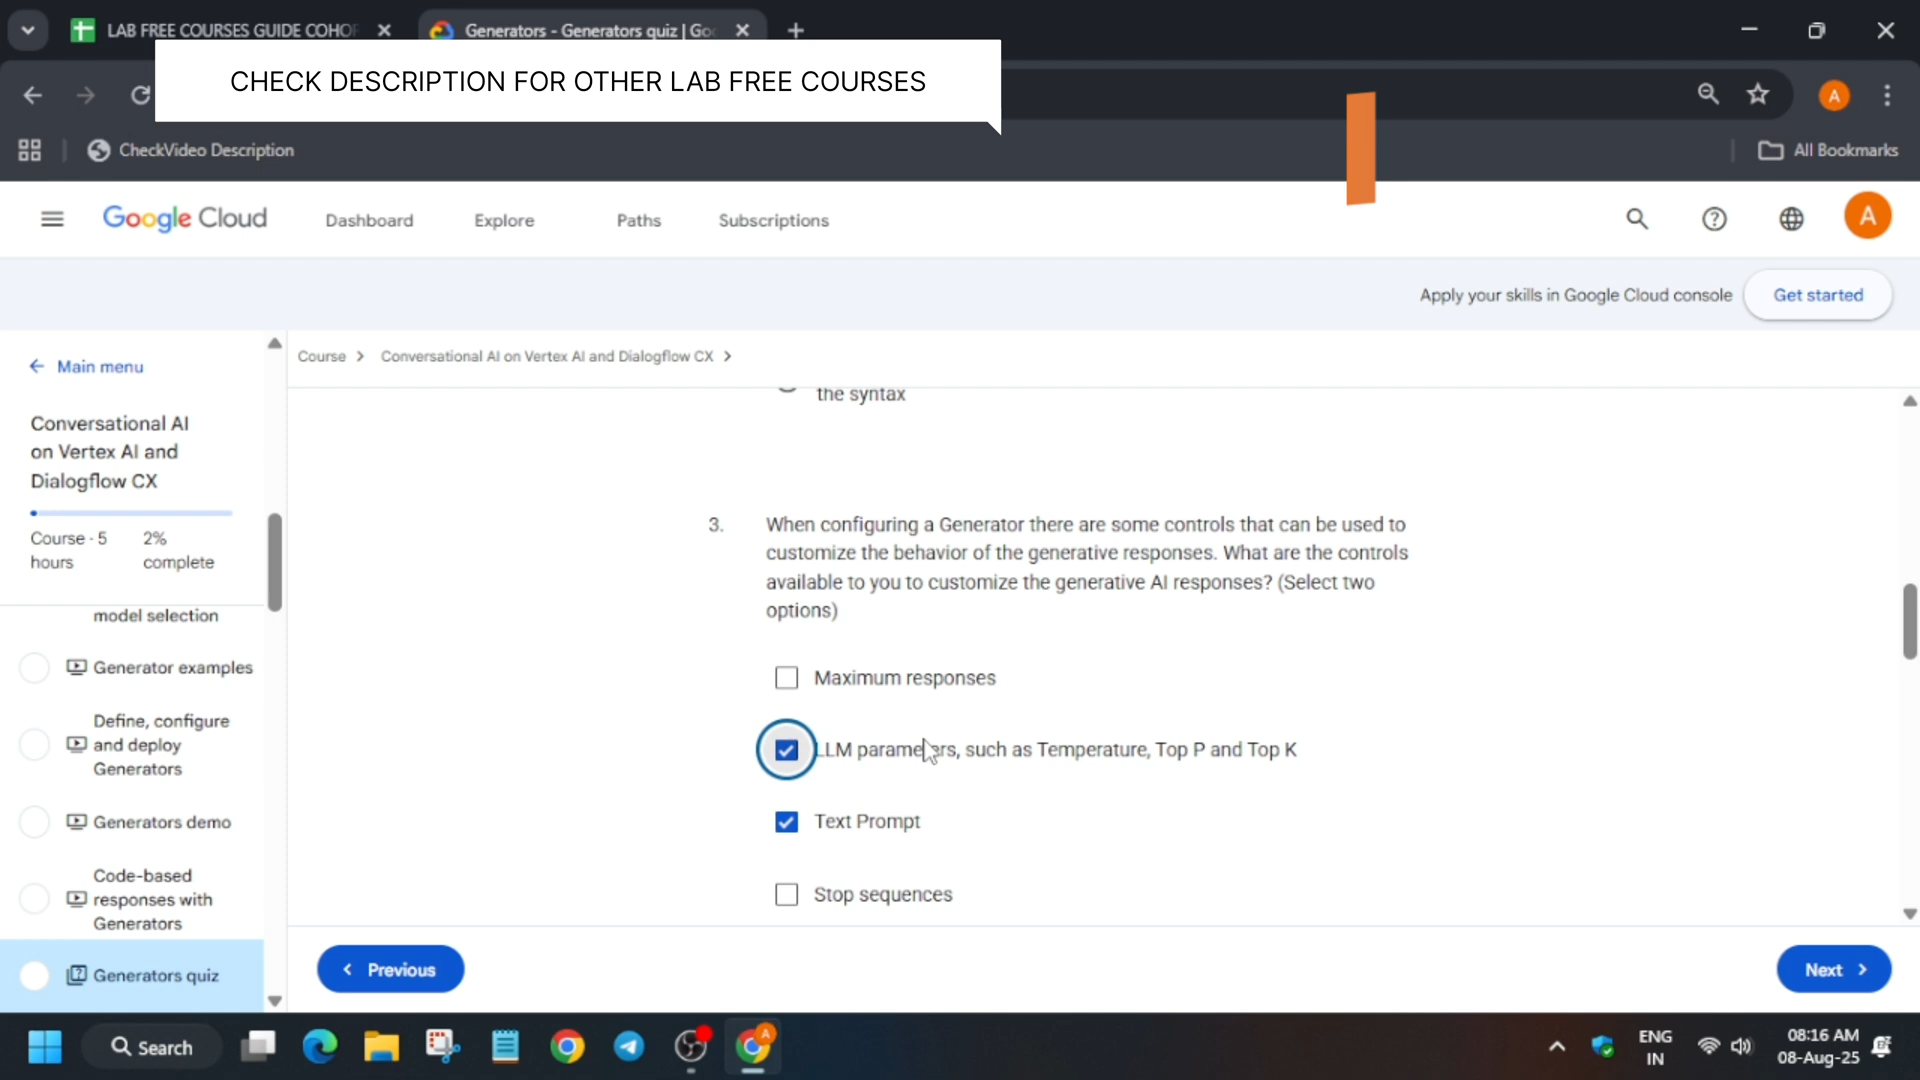 LAB FREE COURSES GUIDE COHOR
Generators - Generators quiz | Goo
CHECK DESCRIPTION FOR OTHER LAB FREE COURSES
A
CheckVideo Description
All Bookmarks
Google Cloud
Dashboard
Explore
Paths
Subscriptions
A
Apply your skills in Google Cloud console
Get started
Main menu
Course
Conversational AI on Vertex AI and Dialogflow CX
Conversational AI
on Vertex AI and
Dialogflow CX
Course · 5
hours
2%
complete
model selection
Generator examples
Define, configure
and deploy
Generators
Generators demo
Code-based
responses with
Generators
Generators quiz
the syntax
3. When configuring a Generator there are some controls that can be used to
customize the behavior of the generative responses. What are the controls
available to you to customize the generative AI responses? (Select two
options)
Maximum responses
LLM parameters, such as Temperature, Top P and Top K
Text Prompt
Stop sequences
Previous
Next
Search
A
ENG
IN
08:16 AM
08-Aug-25